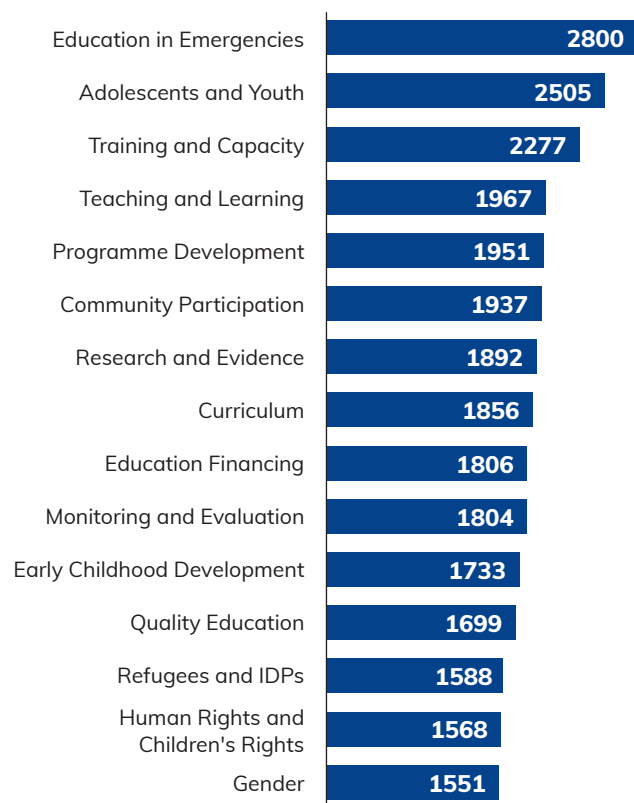 Education in Emergencies 2800
Adolescents and Youth 2505
Training and Capacity 2277
Teaching and Learning 1967
Programme Development 1951
Community Participation 1937
Research and Evidence 1892
Curriculum 1856
Education Financing 1806
Monitoring and Evaluation 1804
Early Childhood Development 1733
Quality Education 1699
Refugees and IDPs 1588
Human Rights and
Children's Rights 1568
Gender 1551